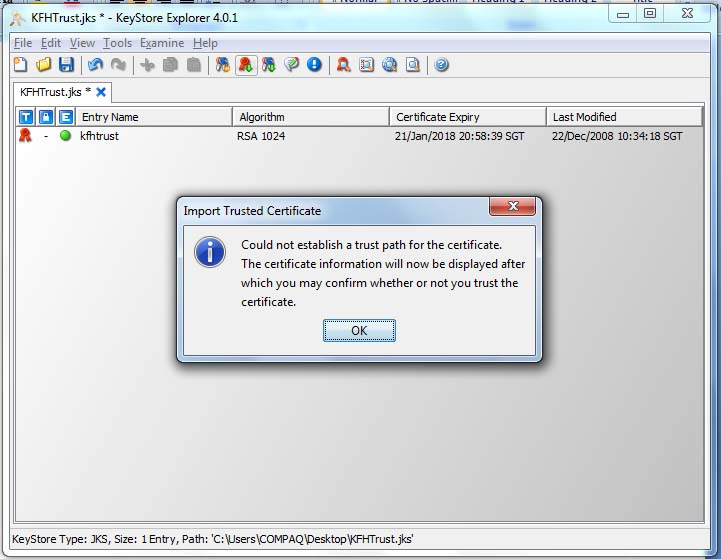 KFHTrust.jks * - KeyStore Explorer 4.0.1
File Edit View Tools Examine Help
KFHTrust.jks *
T E Entry Name Algorithm Certificate Expiry Last Modified
- kfhtrust RSA 1024 21/Jan/2018 20:58:39 SGT 22/Dec/2008 10:34:18 SGT
Import Trusted Certificate
Could not establish a trust path for the certificate.
The certificate information will now be displayed after
which you may confirm whether or not you trust the
certificate.
OK
KeyStore Type: JKS, Size: 1 Entry, Path: 'C:\Users\COMPAQ\Desktop\KFHTrust.jks'